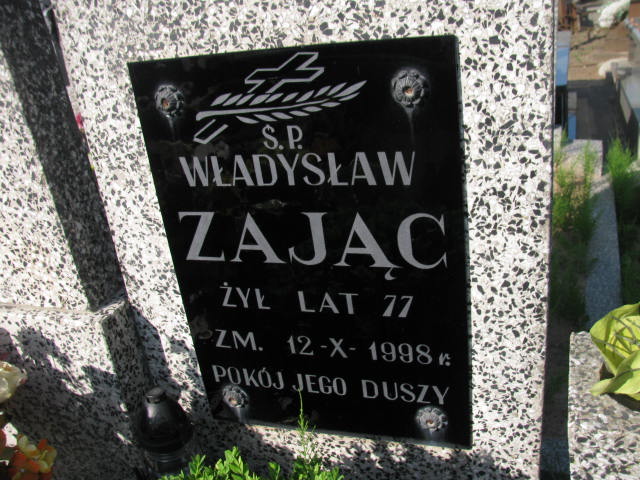 Ś.P.
WŁADYSŁAW
ZAJĄC
ŻYŁ LAT 77
ZM. 12-X-1998 r.
POKÓJ JEGO DUSZY